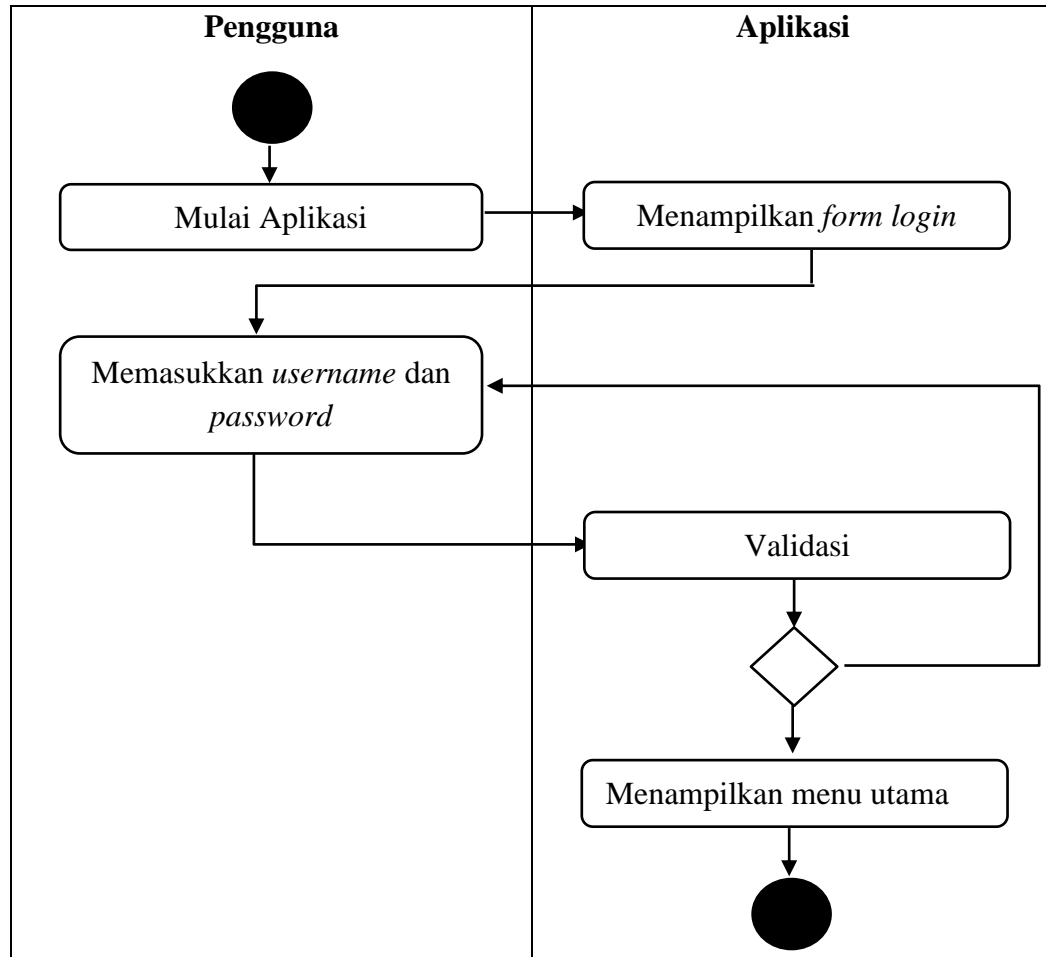 Pengguna
Aplikasi
Mulai Aplikasi
Menampilkan form login
Memasukkan username dan
password
Validasi
Menampilkan menu utama